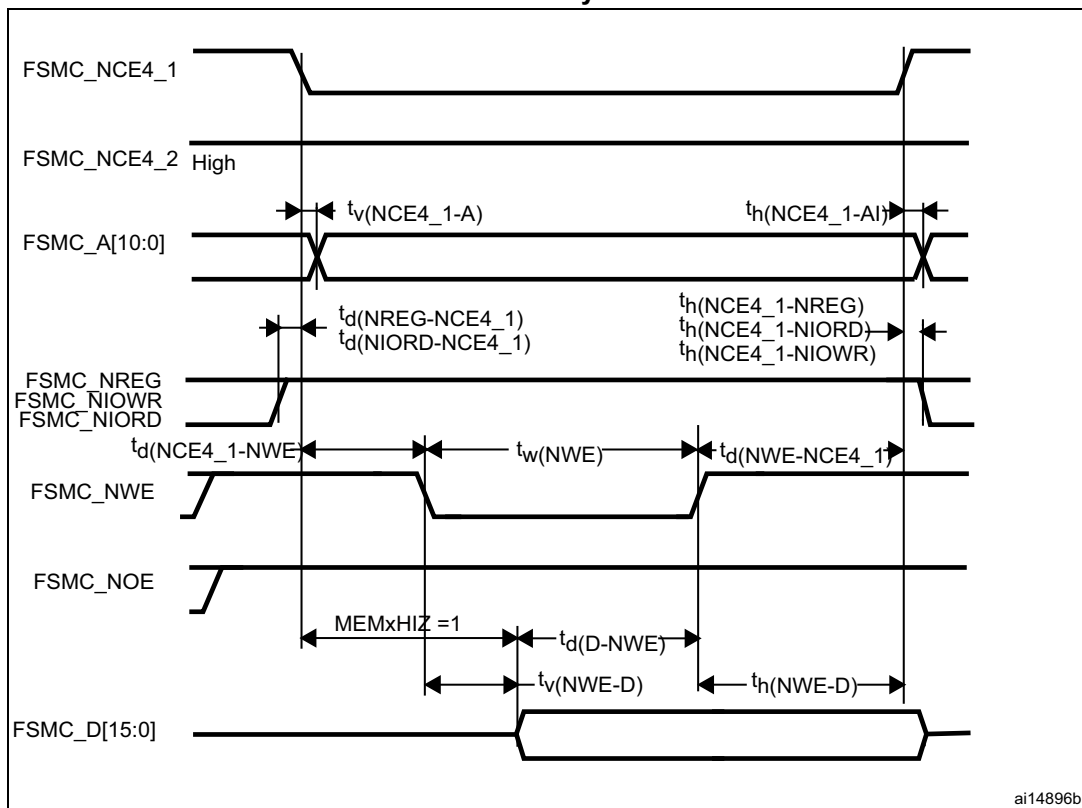 FSMC_NCE4_1
FSMC_NCE4_2 High
tv(NCE4_1-A)
th(NCE4_1-AI)
FSMC_A[10:0]
td(NREG-NCE4_1)
td(NIORD-NCE4_1)
th(NCE4_1-NREG)
th(NCE4_1-NIORD)
th(NCE4_1-NIOWR)
FSMC_NREG
FSMC_NIOWR
FSMC_NIORD
td(NCE4_1-NWE)
tw(NWE)
td(NWE-NCE4_1)
FSMC_NWE
FSMC_NOE
MEMxHIZ =1
td(D-NWE)
tv(NWE-D)
th(NWE-D)
FSMC_D[15:0]
ai14896b